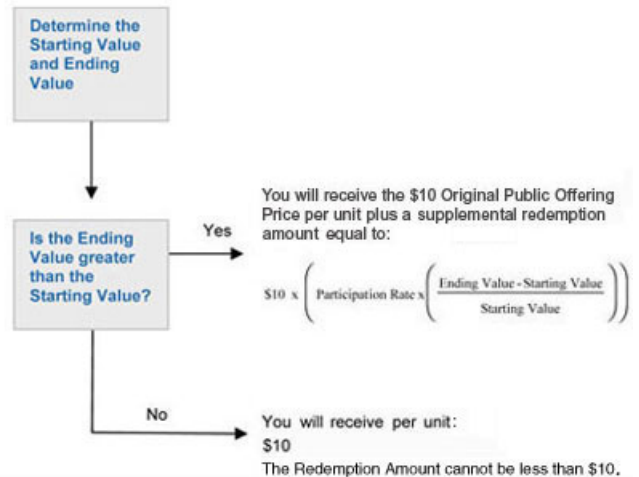 Determine the
Starting Value
and Ending
Value
You will receive the $10 Original Public Offering
Price per unit plus a supplemental redemption
amount equal to:
Yes
Is the Ending
Value greater
than the
Starting Value?
$10 x ( Participation Rate x ( Ending Value - Starting Value
Starting Value ) )
No
You will receive per unit:
$10
The Redemption Amount cannot be less than $10.